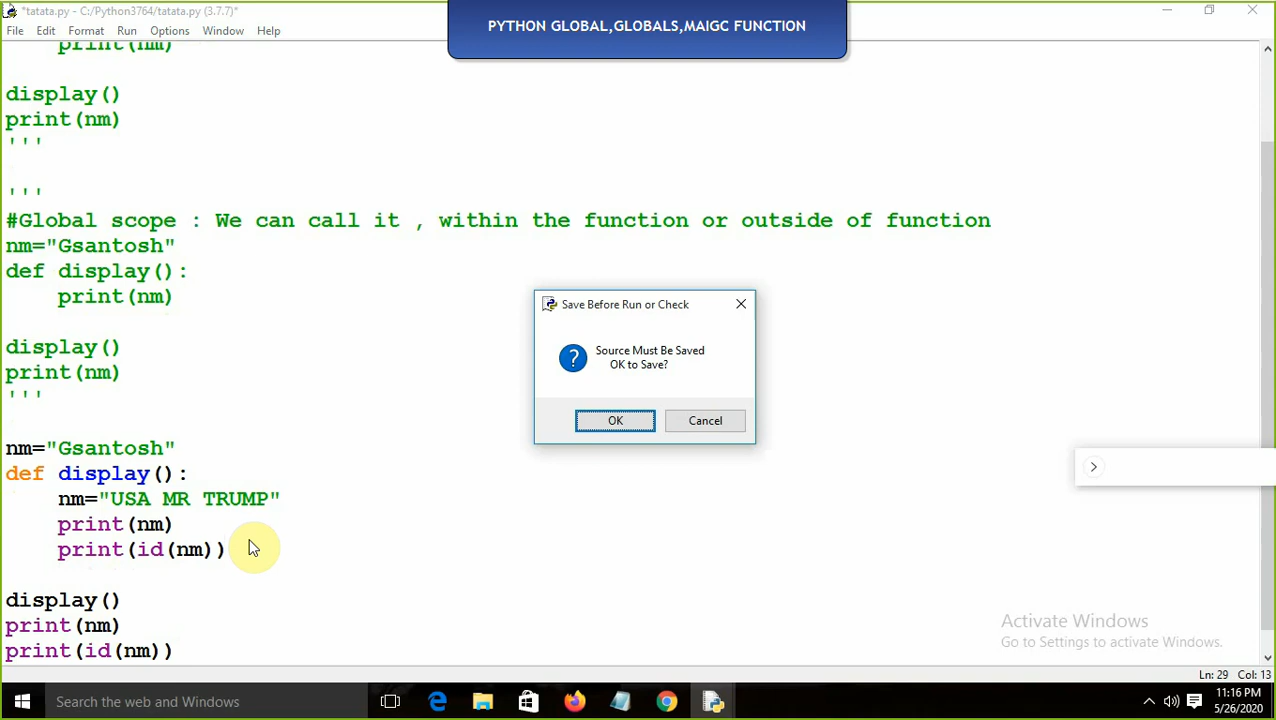 *tatata.py - C:/Python3764/tatata.py (3.7.7)*
PYTHON GLOBAL,GLOBALS,MAIGC FUNCTION
File Edit Format Run Options Window Help
print(nm)
display()
print(nm)
'''
'''
#Global scope : We can call it , within the function or outside of function
nm="Gsantosh"
def display():
    print(nm)
display()
print(nm)
'''
nm="Gsantosh"
def display():
    nm="USA MR TRUMP"
    print(nm)
    print(id(nm))
display()
print(nm)
print(id(nm))
Save Before Run or Check
Source Must Be Saved
OK to Save?
OK Cancel
Activate Windows
Go to Settings to activate Windows.
Ln: 29 Col: 13
Search the web and Windows
11:16 PM
5/26/2020